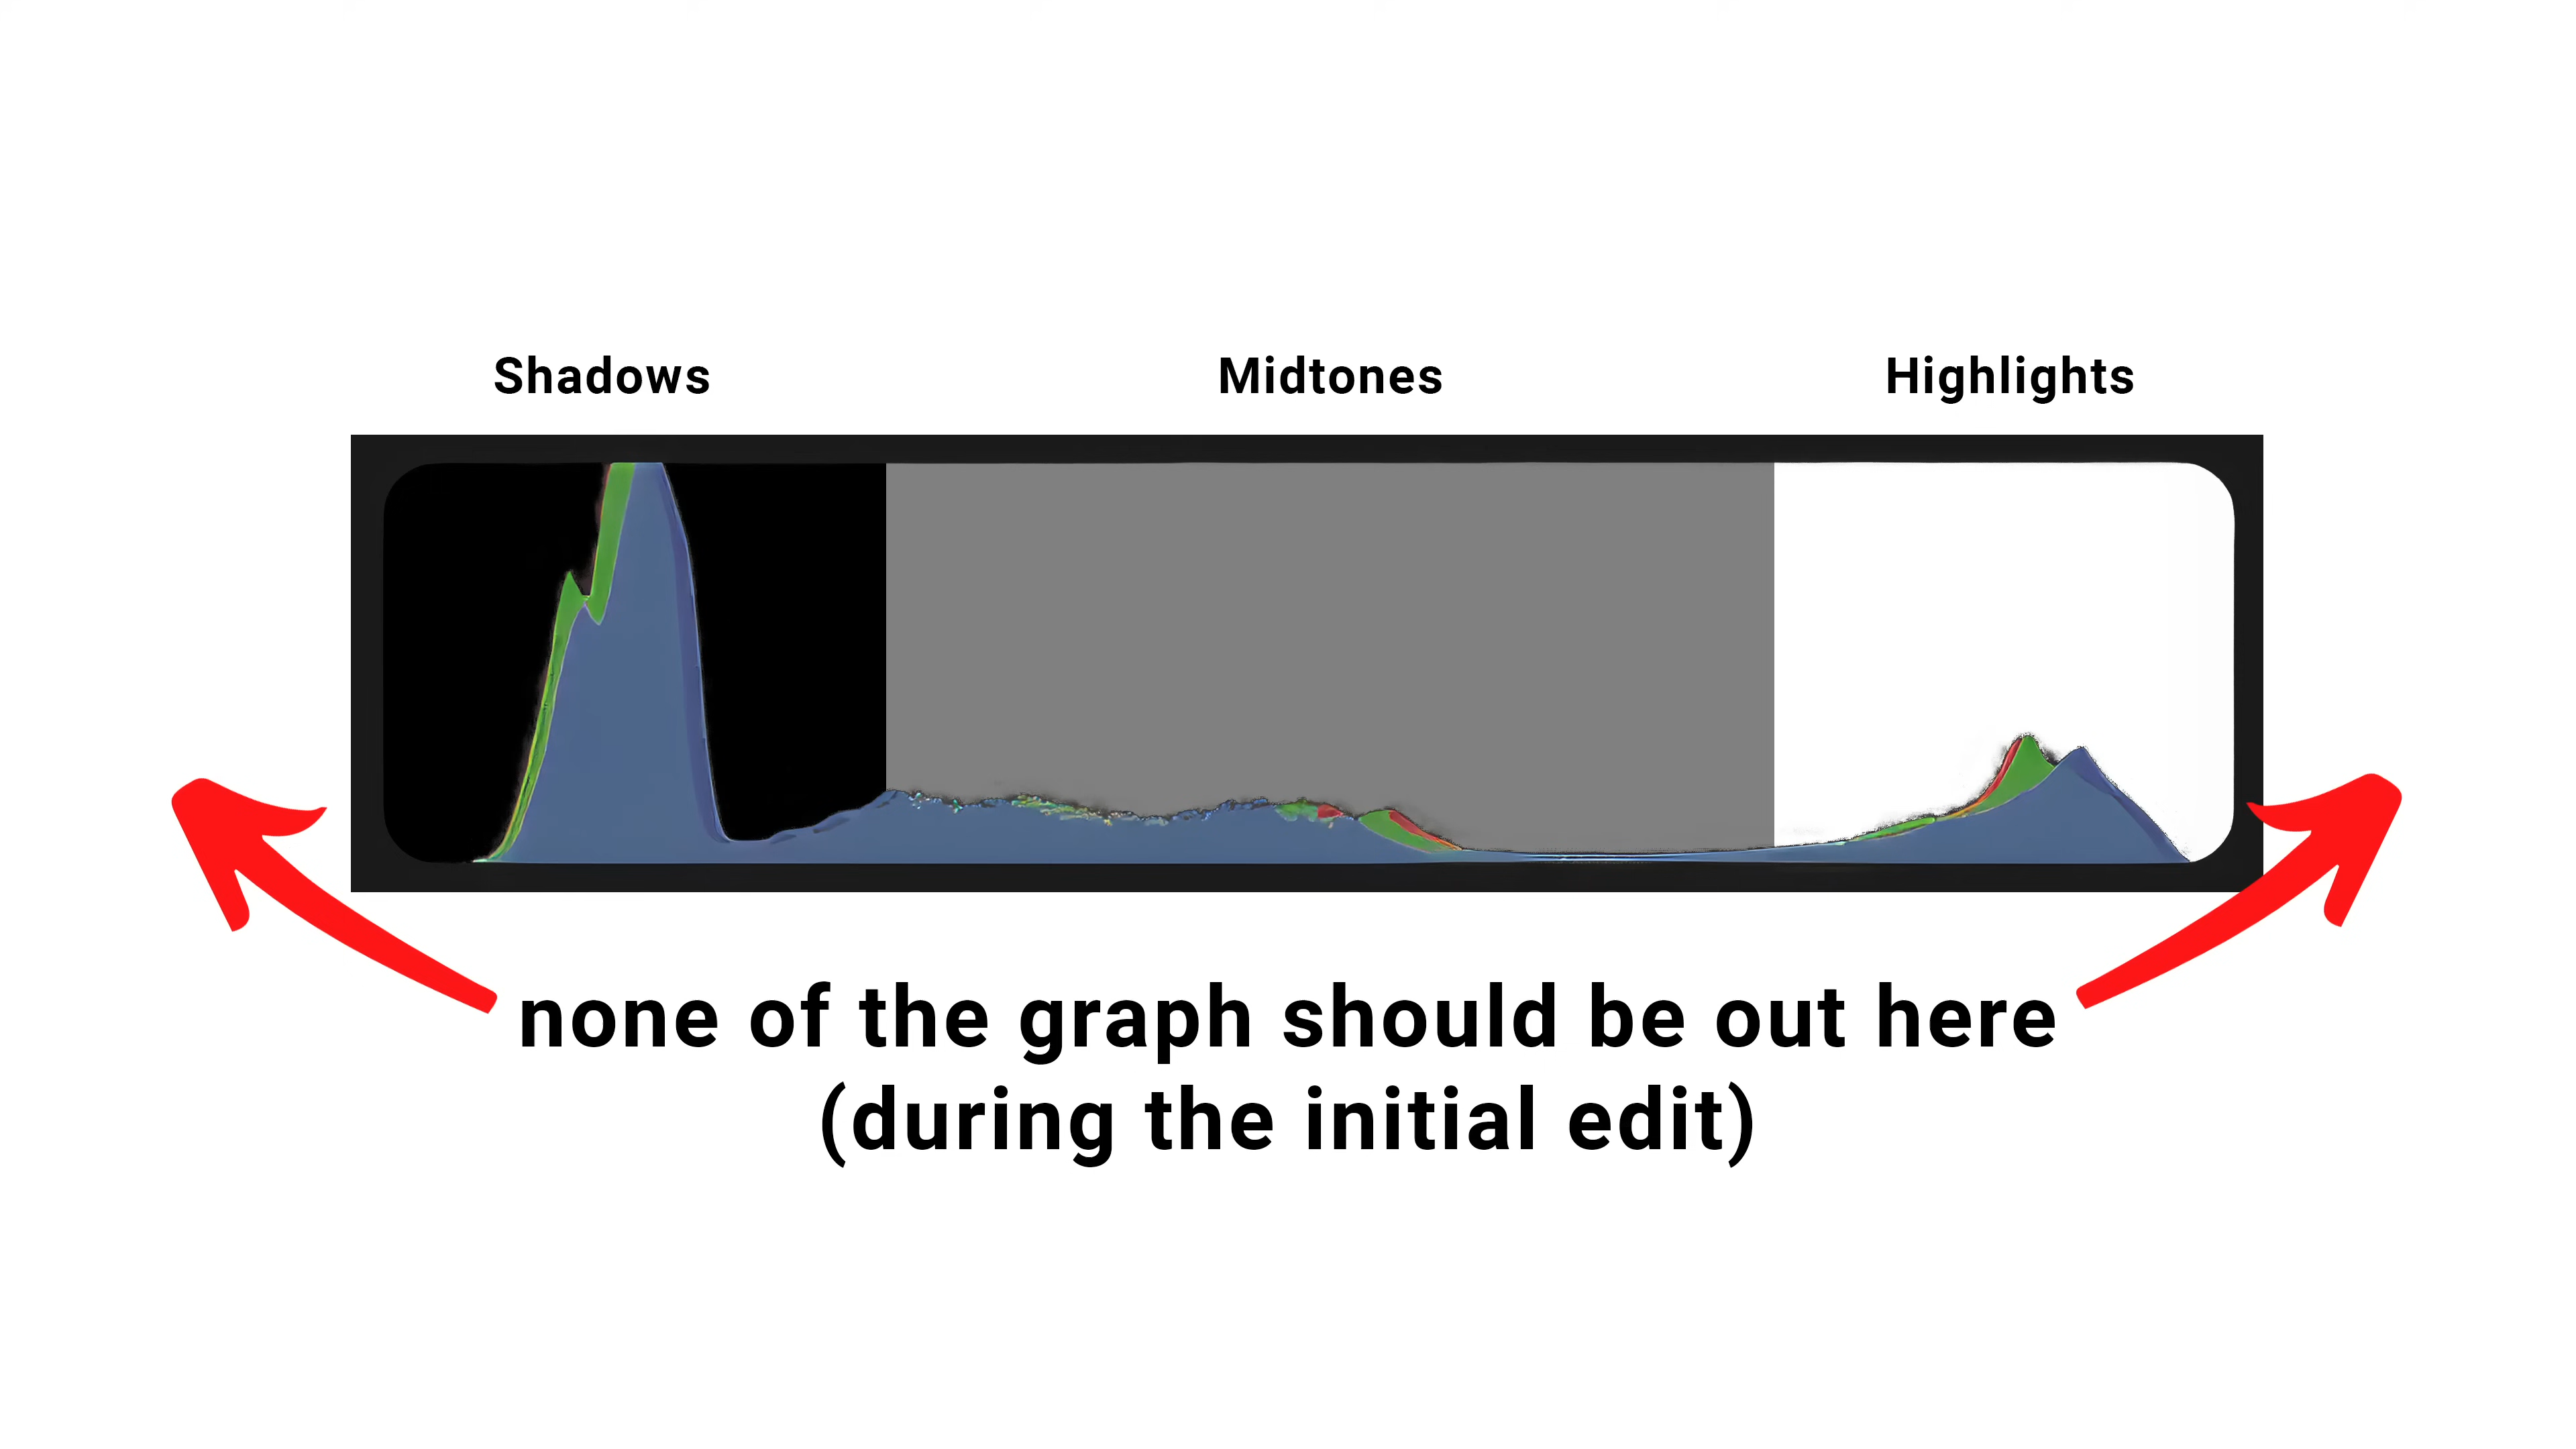 Shadows
Midtones
Highlights
none of the graph should be out here
(during the initial edit)